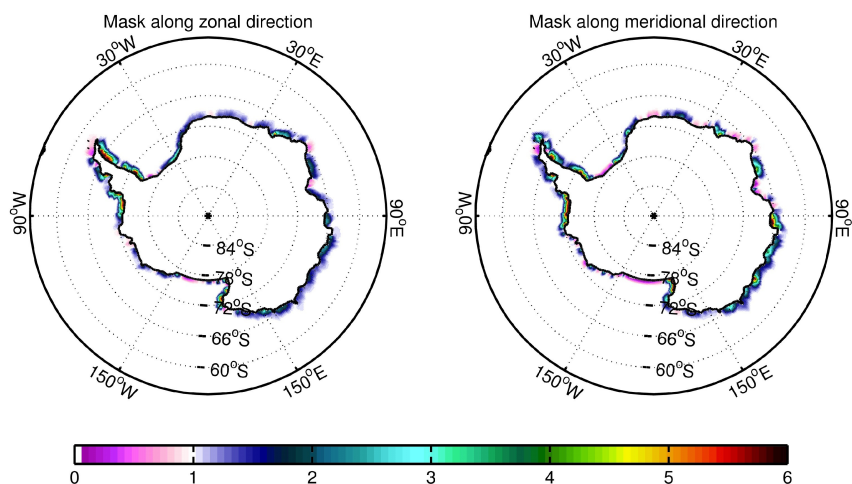 Mask along zonal direction
Mask along meridional direction
30°W
30°E
30°W
30°E
90°W
90°E
90°W
90°E
84°S
84°S
78°S
78°S
72°S
72°S
66°S
66°S
60°S
60°S
150°W
150°E
150°W
150°E
0 1 2 3 4 5 6